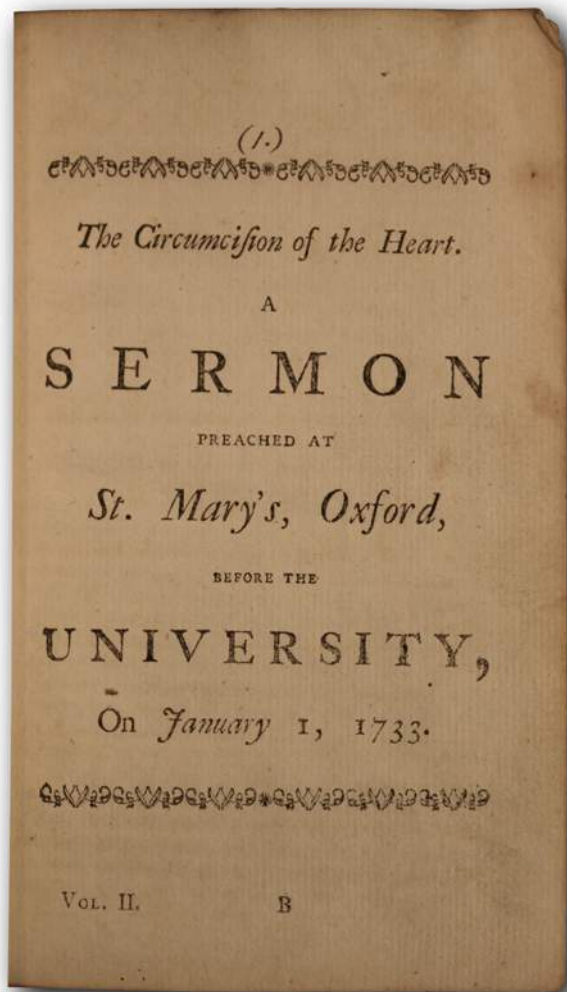 (1.)
The Circumciſion of the Heart.
A
SERMON
PREACHED AT
St. Mary's, Oxford,
BEFORE THE
UNIVERSITY,
On January 1, 1733.
VOL. II.
B